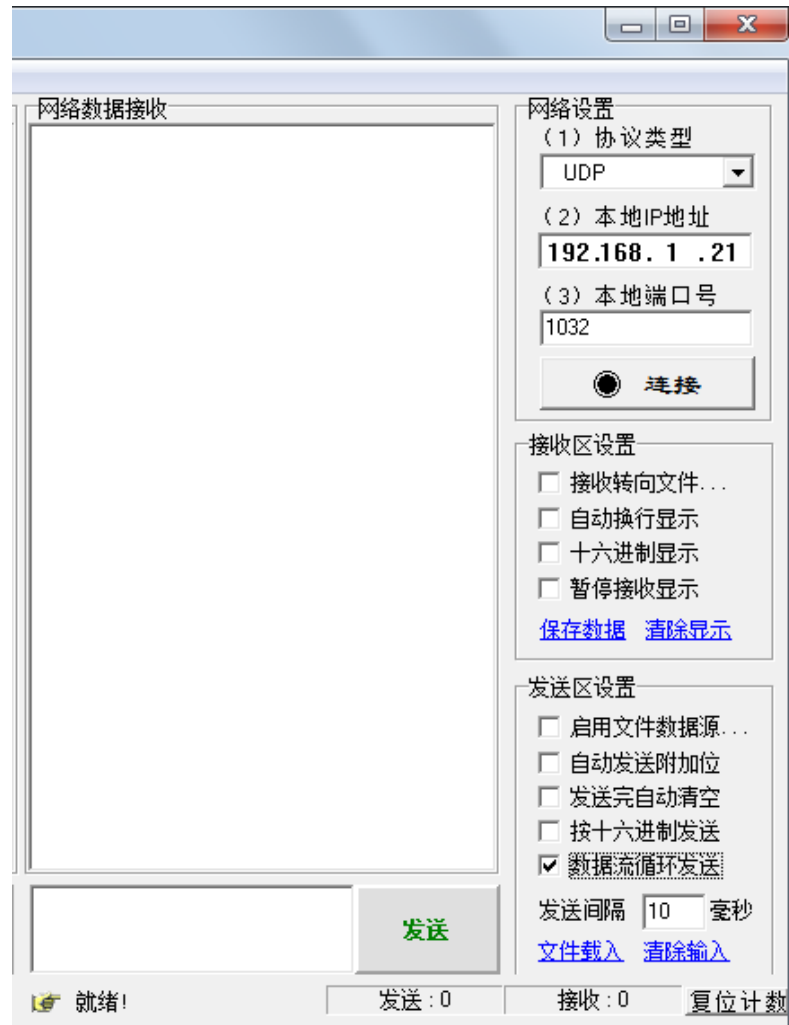 网络数据接收
网络设置
(1) 协议类型
UDP
(2) 本地IP地址
192.168. 1 .21
(3) 本地端口号
1032
连接
接收区设置
接收转向文件...
自动换行显示
十六进制显示
暂停接收显示
保存数据 清除显示
发送区设置
启用文件数据源...
自动发送附加位
发送完自动清空
按十六进制发送
数据流循环发送
发送间隔 10 毫秒
文件载入 清除输入
发送
就绪! 发送:0 接收:0 复位计数